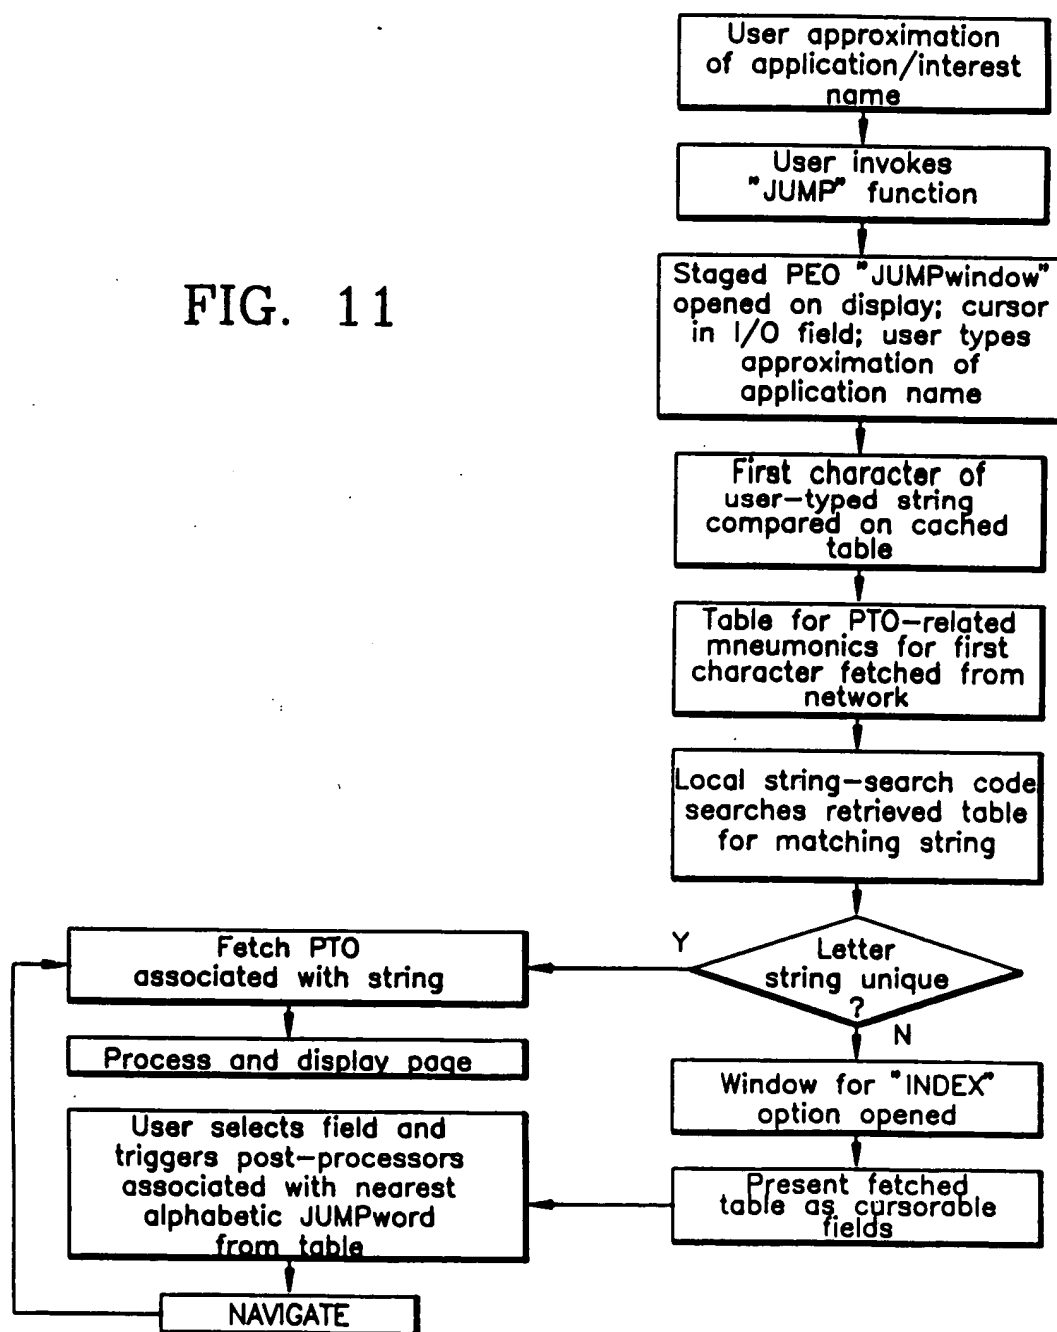 User approximation
of application/interest
name
User invokes
"JUMP" function
FIG. 11
Staged PEO "JUMPwindow"
opened on display; cursor
in I/O field; user types
approximation of
application name
First character of
user-typed string
compared on cached
table
Table for PTO-related
mneumonics for first
character fetched from
network
Local string-search code
searches retrieved table
for matching string
Letter
string unique
?
Y
N
Fetch PTO
associated with string
Process and display page
Window for "INDEX"
option opened
Present fetched
table as cursorable
fields
User selects field and
triggers post-processors
associated with nearest
alphabetic JUMPword
from table
NAVIGATE